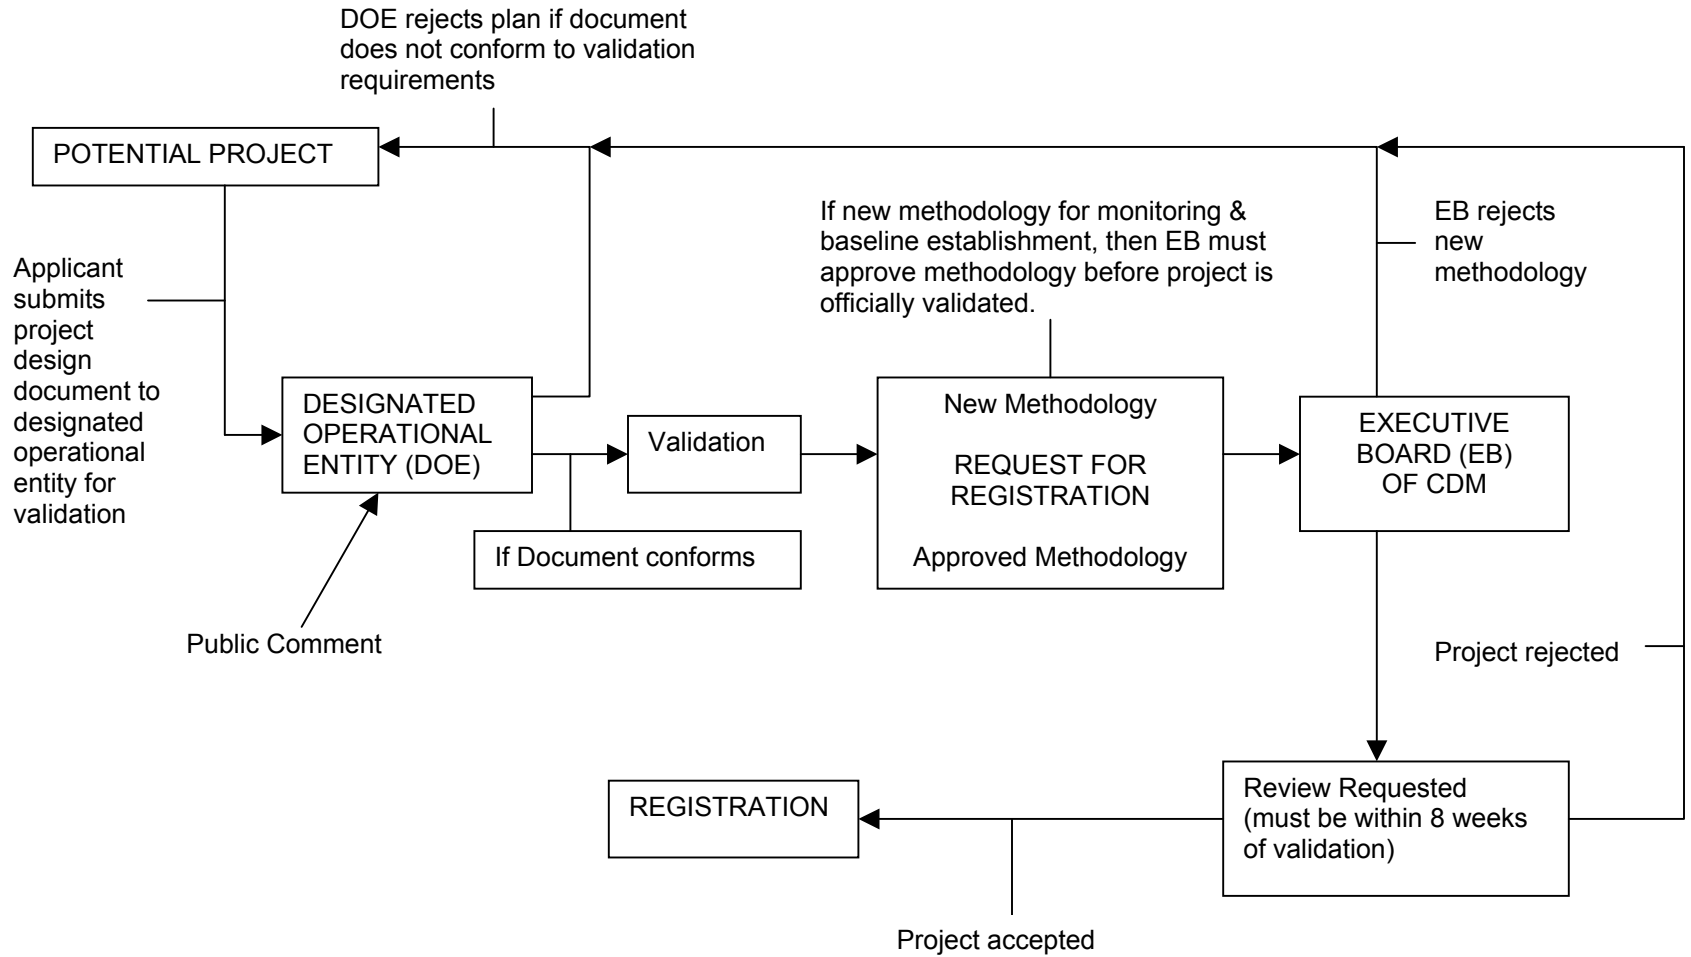 DOE rejects plan if document
does not conform to validation
requirements
POTENTIAL PROJECT
If new methodology for monitoring &
baseline establishment, then EB must
approve methodology before project is
officially validated.
EB rejects
new
methodology
Applicant
submits
project
design
document to
designated
operational
entity for
validation
DESIGNATED
OPERATIONAL
ENTITY (DOE)
Validation
New Methodology
REQUEST FOR
REGISTRATION
Approved Methodology
EXECUTIVE
BOARD (EB)
OF CDM
If Document conforms
Public Comment
Project rejected
REGISTRATION
Review Requested
(must be within 8 weeks
of validation)
Project accepted